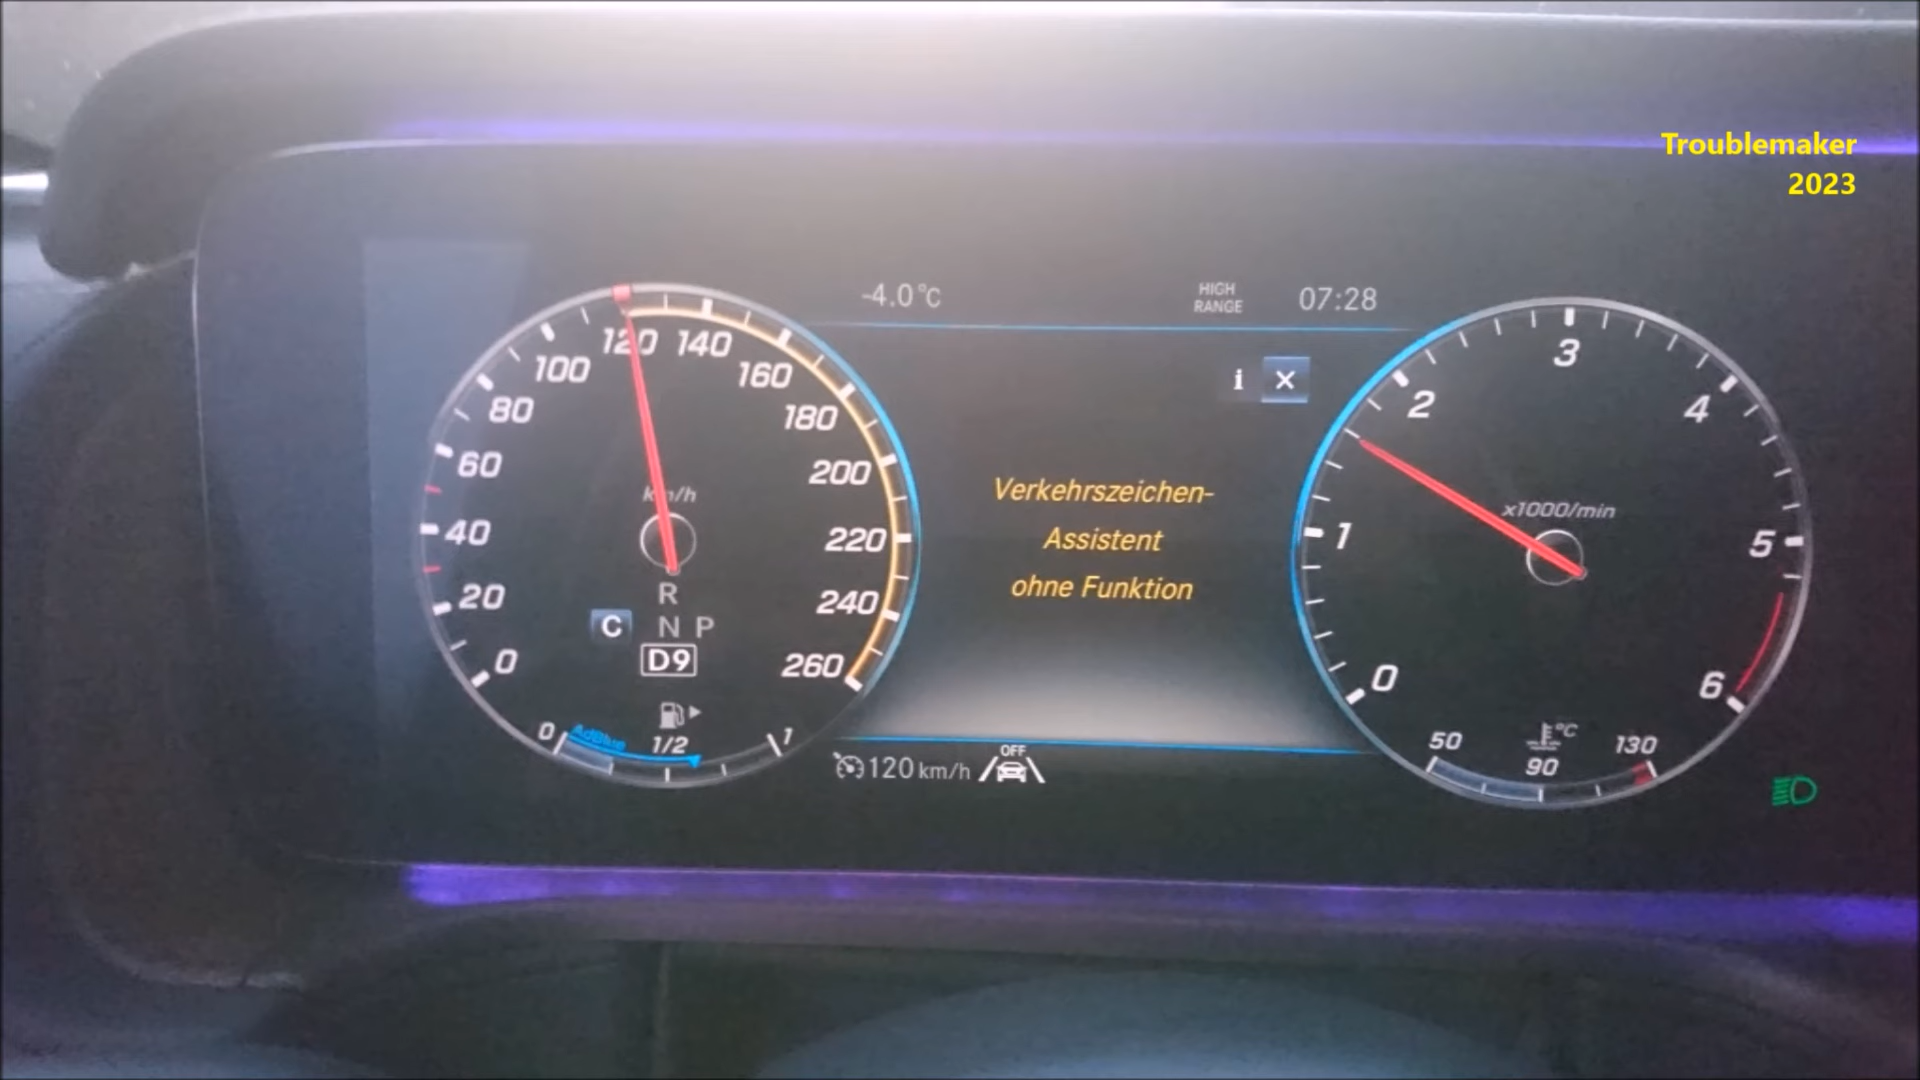 Troublemaker
2023
-4.0°C
HIGH
RANGE
07:28
i
Verkehrszeichen-
Assistent
ohne Funktion
0
20
40
60
80
100
120
140
160
180
200
220
240
260
km/h
R
C
N P
D9
AdBlue
0
1/2
1
120 km/h
OFF
0
1
2
3
4
5
6
x1000/min
°C
50
90
130